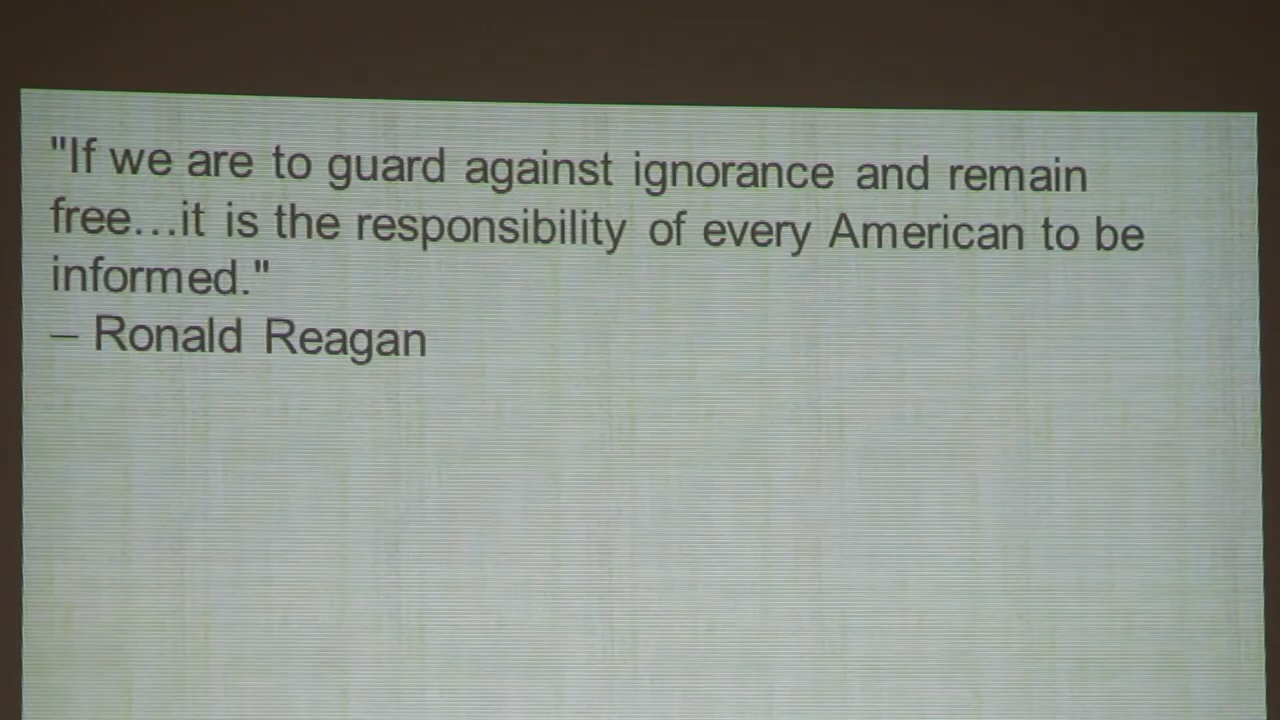 "If we are to guard against ignorance and remain
free...it is the responsibility of every American to be
informed."
– Ronald Reagan